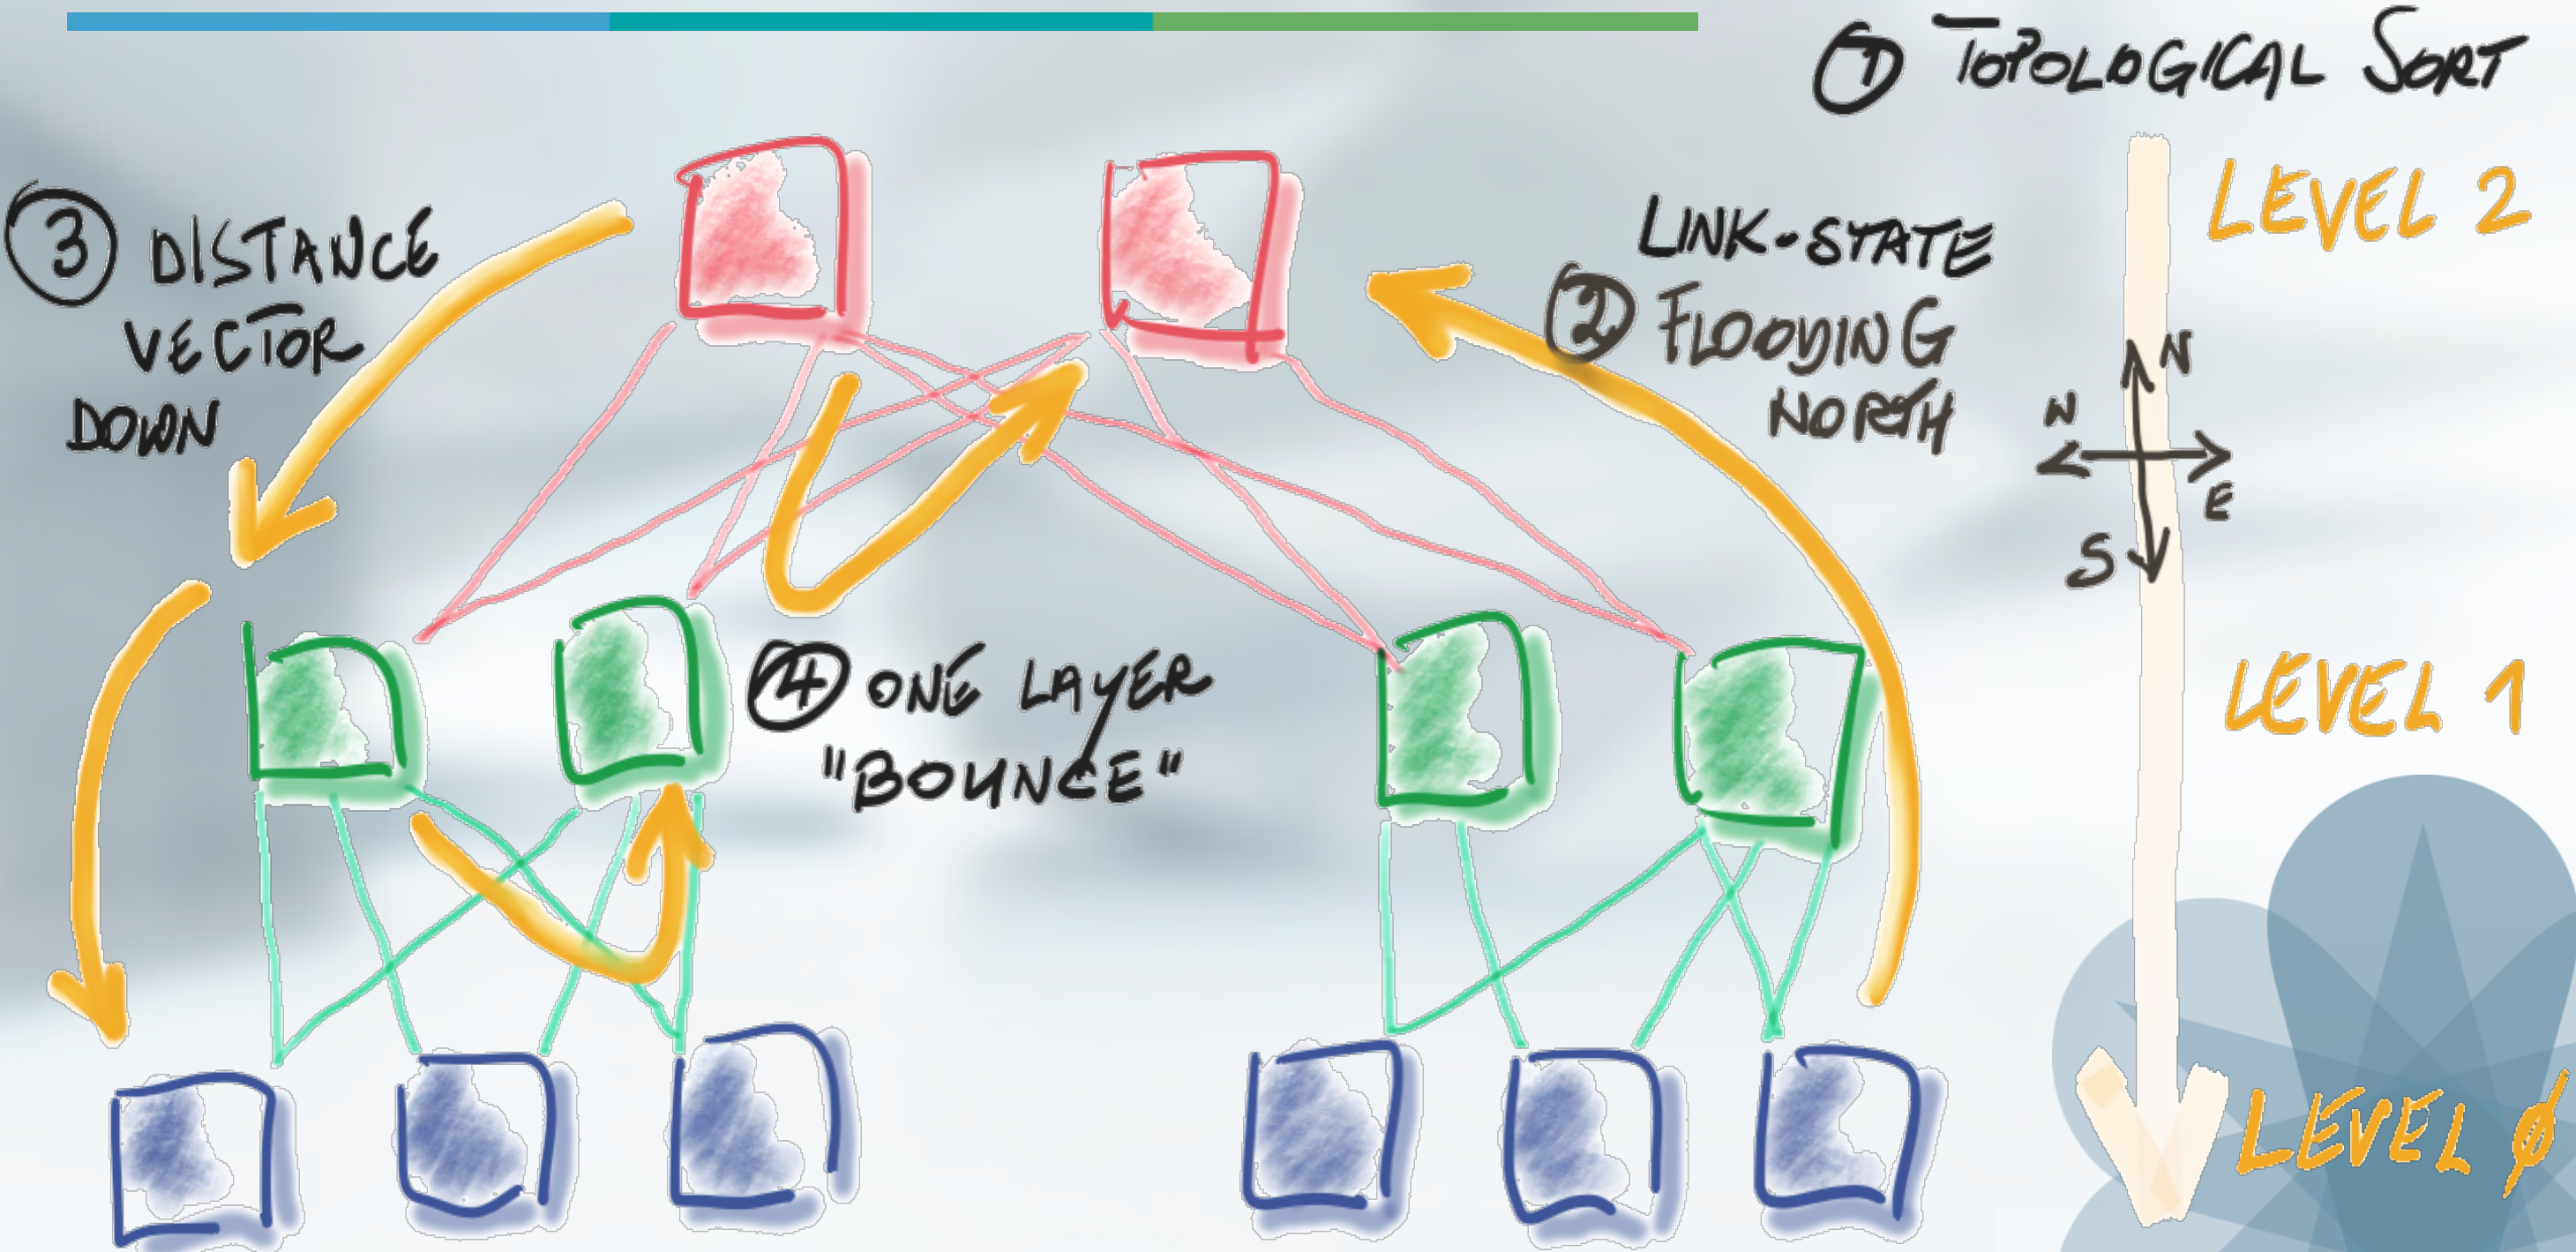 ① TOPOLOGICAL SORT
LEVEL 2
③ DISTANCE
VECTOR
DOWN
LINK-STATE
② FLOODING
NORTH
N
W
E
S
④ ONE LAYER
"BOUNCE"
LEVEL 1
LEVEL Ø